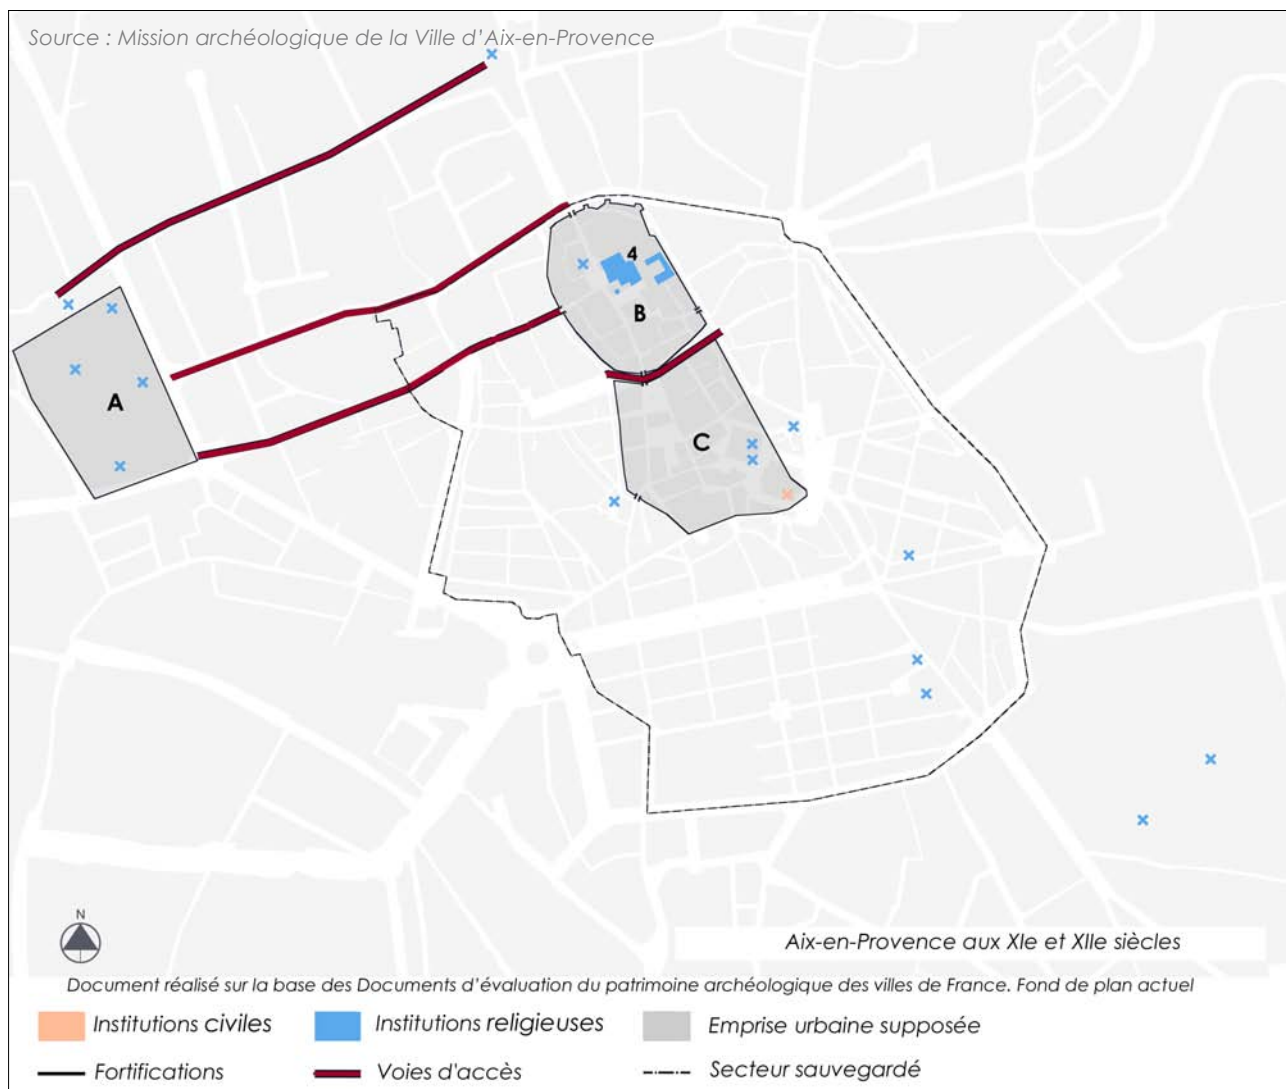 Source : Mission archéologique de la Ville d'Aix-en-Provence
4
B
A
C
N
Aix-en-Provence aux XIe et XIIe siècles
Document réalisé sur la base des Documents d'évaluation du patrimoine archéologique des villes de France. Fond de plan actuel
Institutions civiles
Institutions religieuses
Emprise urbaine supposée
Fortifications
Voies d'accès
Secteur sauvegardé